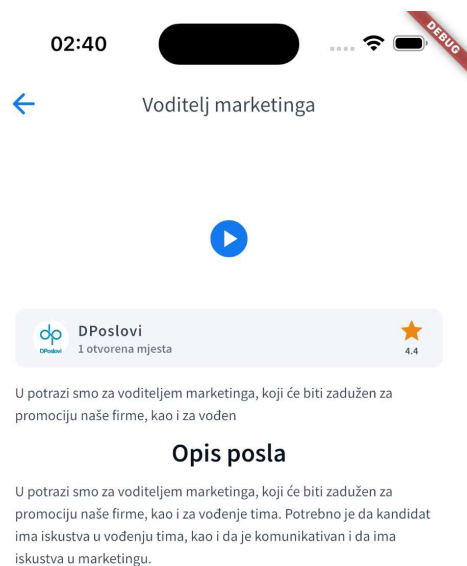 02:40
DEBUG
Voditelj marketinga
dp
DPoslovi
DPoslovi
1 otvorena mjesta
4.4
U potrazi smo za voditeljem marketinga, koji će biti zadužen za
promociju naše firme, kao i za vođen
Opis posla
U potrazi smo za voditeljem marketinga, koji će biti zadužen za
promociju naše firme, kao i za vođenje tima. Potrebno je da kandidat
ima iskustva u vođenju tima, kao i da je komunikativan i da ima
iskustva u marketingu.